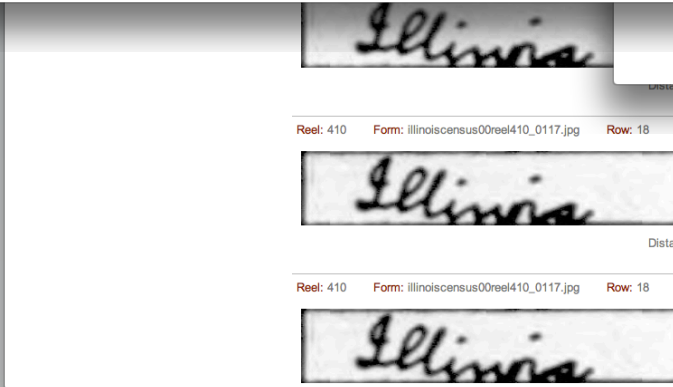 Illinois
Dista
Reel: 410 Form: illinoiscensus00reel410_0117.jpg Row: 18
Illinois
Dista
Reel: 410 Form: illinoiscensus00reel410_0117.jpg Row: 18
Illinois